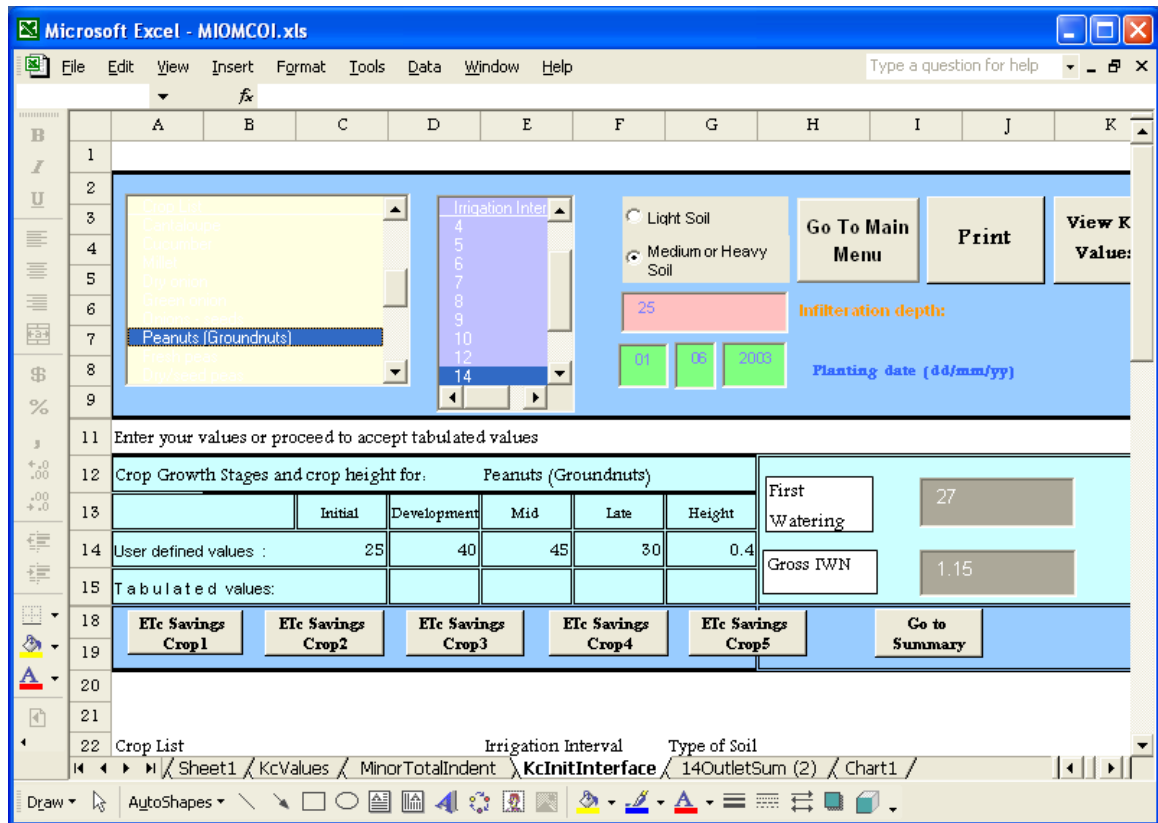 Microsoft Excel - MIOMCOI.xls
File Edit View Insert Format Tools Data Window Help Type a question for help
fx
A B C D E F G H I J K
1
2
3 Irrigation Inter Light Soil Go To Main Menu Print View K Values
4
4
5
6
7
8
9
10
12
14
Medium or Heavy Soil
5
6 25 Infilteration depth:
7 Peanuts (Groundnuts)
8 01 06 2003 Planting date (dd/mm/yy)
9
11 Enter your values or proceed to accept tabulated values
12 Crop Growth Stages and crop height for: Peanuts (Groundnuts)
13 Initial Development Mid Late Height First Watering 27
14 User defined values : 25 40 45 30 0.4
Gross IWN 1.15
15 Tabulated values:
18 ETc Savings Crop1 ETc Savings Crop2 ETc Savings Crop3 ETc Savings Crop4 ETc Savings Crop5 Go to Summary
19
20
21
22 Crop List Irrigation Interval Type of Soil
Sheet1 KcValues MinorTotalIndent KcInitInterface 14OutletSum (2) Chart1
Draw AutoShapes
B
I
U
$
%
,
A